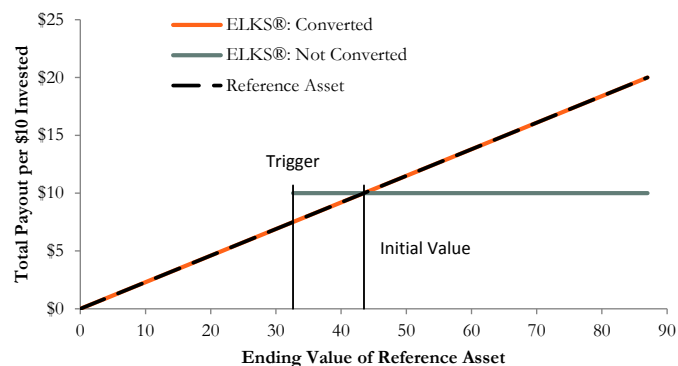 $25
$20
$15
$10
$5
$0
Total Payout per $10 Invested
ELKS®: Converted
ELKS®: Not Converted
Reference Asset
Trigger
Initial Value
0 10 20 30 40 50 60 70 80 90
Ending Value of Reference Asset